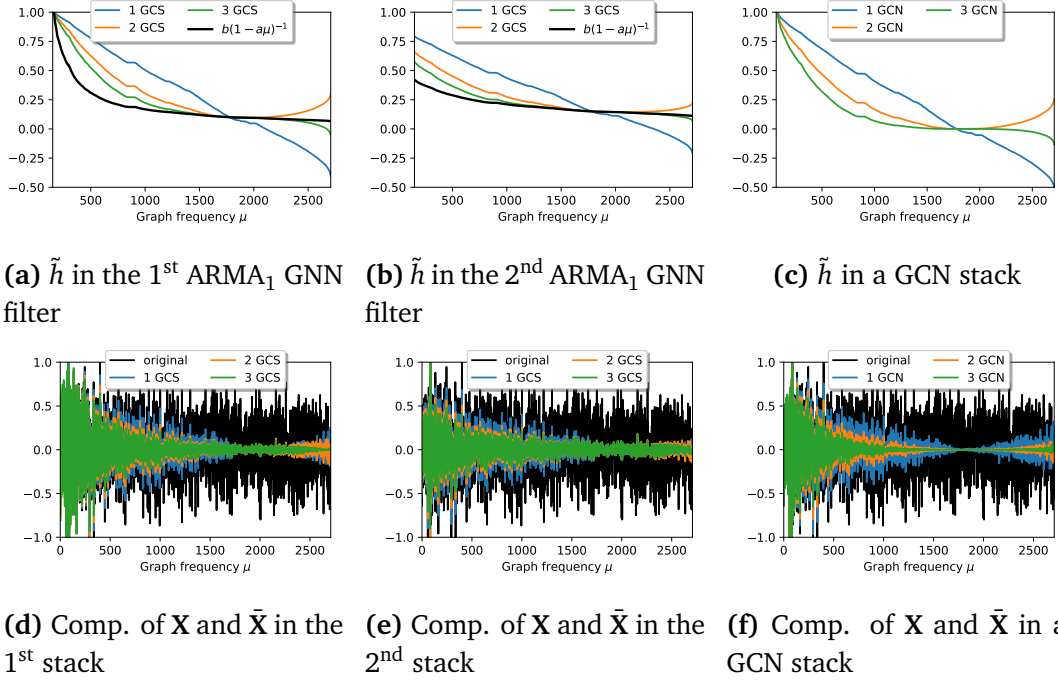 1 GCS 3 GCS
2 GCS b(1 − aμ)⁻¹
1.00
0.75
0.50
0.25
0.00
−0.25
−0.50
500 1000 1500 2000 2500
Graph frequency μ
(a) h̃ in the 1st ARMA₁ GNN
filter
1 GCS 3 GCS
2 GCS b(1 − aμ)⁻¹
1.00
0.75
0.50
0.25
0.00
−0.25
−0.50
500 1000 1500 2000 2500
Graph frequency μ
(b) h̃ in the 2nd ARMA₁ GNN
filter
1 GCN 3 GCN
2 GCN
1.00
0.75
0.50
0.25
0.00
−0.25
−0.50
500 1000 1500 2000 2500
Graph frequency μ
(c) h̃ in a GCN stack
original 2 GCS
1 GCS 3 GCS
1.0
0.5
0.0
−0.5
−1.0
0 500 1000 1500 2000 2500
Graph frequency μ
(d) Comp. of X and X̄ in the
1st stack
original 2 GCS
1 GCS 3 GCS
1.0
0.5
0.0
−0.5
−1.0
0 500 1000 1500 2000 2500
Graph frequency μ
(e) Comp. of X and X̄ in the
2nd stack
original 2 GCN
1 GCN 3 GCN
1.0
0.5
0.0
−0.5
−1.0
0 500 1000 1500 2000 2500
Graph frequency μ
(f) Comp. of X and X̄ in a
GCN stack